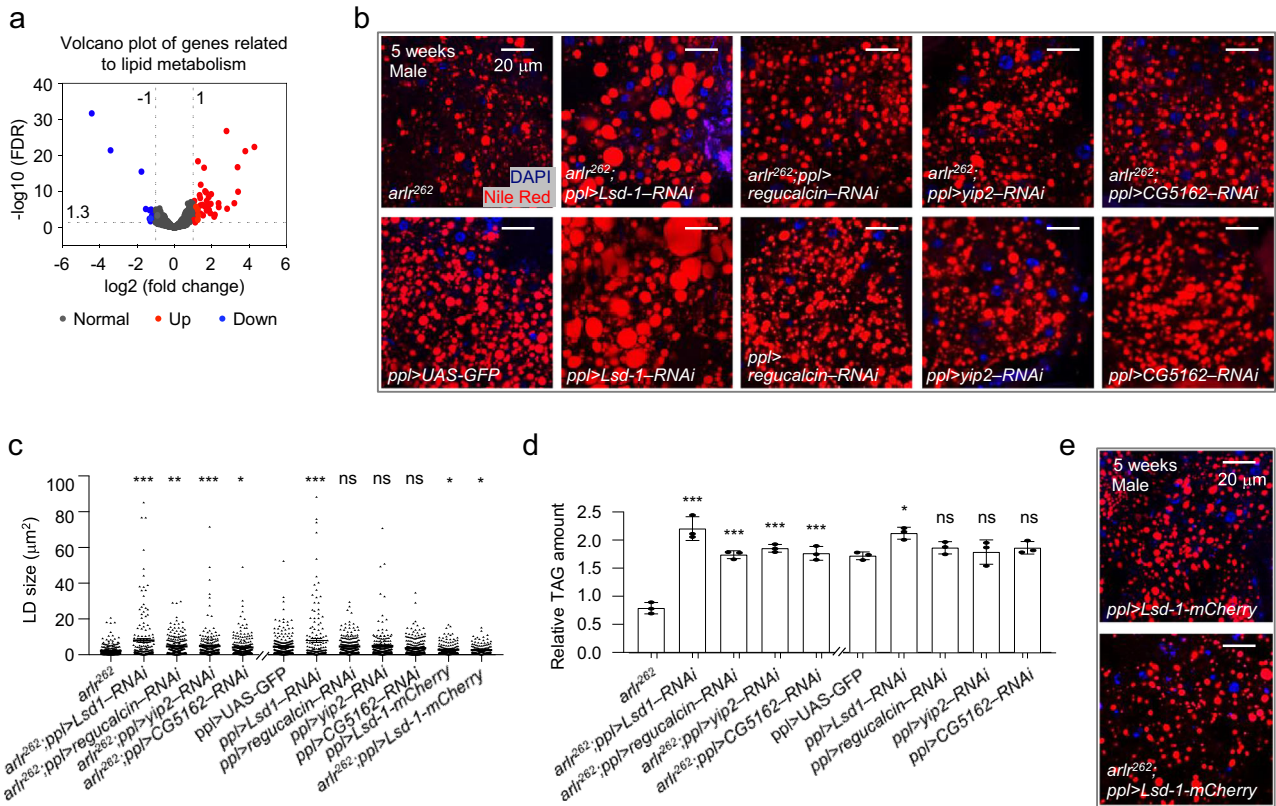 a
Volcano plot of genes related
to lipid metabolism
40
30
20
10
0
-1
1
1.3
-log10 (FDR)
-6
-4
-2
0
2
4
6
log2 (fold change)
Normal
Up
Down
b
5 weeks
Male
20 μm
DAPI
Nile Red
arlr²⁶²
arlr²⁶²;
ppl>Lsd-1–RNAi
arlr²⁶²;ppl>
regucalcin–RNAi
arlr²⁶²;
ppl>yip2–RNAi
arlr²⁶²;
ppl>CG5162–RNAi
ppl>UAS-GFP
ppl>Lsd-1–RNAi
ppl>
regucalcin–RNAi
ppl>yip2–RNAi
ppl>CG5162–RNAi
c
LD size (μm²)
100
80
60
40
20
0
***
**
***
*
***
ns
ns
ns
*
*
arlr²⁶²
arlr²⁶²;ppl>Lsd1–RNAi
arlr²⁶²;ppl>regucalcin–RNAi
arlr²⁶²;ppl>yip2–RNAi
arlr²⁶²;ppl>CG5162–RNAi
ppl>UAS-GFP
ppl>Lsd1–RNAi
ppl>regucalcin–RNAi
ppl>yip2–RNAi
ppl>CG5162–RNAi
ppl>Lsd-1-mCherry
arlr²⁶²;ppl>Lsd-1-mCherry
d
Relative TAG amount
2.5
2.0
1.5
1.0
0.5
0.0
***
***
***
***
*
ns
ns
ns
arlr²⁶²
arlr²⁶²;ppl>Lsd1–RNAi
arlr²⁶²;ppl>regucalcin–RNAi
arlr²⁶²;ppl>yip2–RNAi
arlr²⁶²;ppl>CG5162–RNAi
ppl>UAS-GFP
ppl>Lsd1–RNAi
ppl>regucalcin–RNAi
ppl>yip2–RNAi
ppl>CG5162–RNAi
e
5 weeks
Male
20 μm
ppl>Lsd-1-mCherry
arlr²⁶²;
ppl>Lsd-1-mCherry